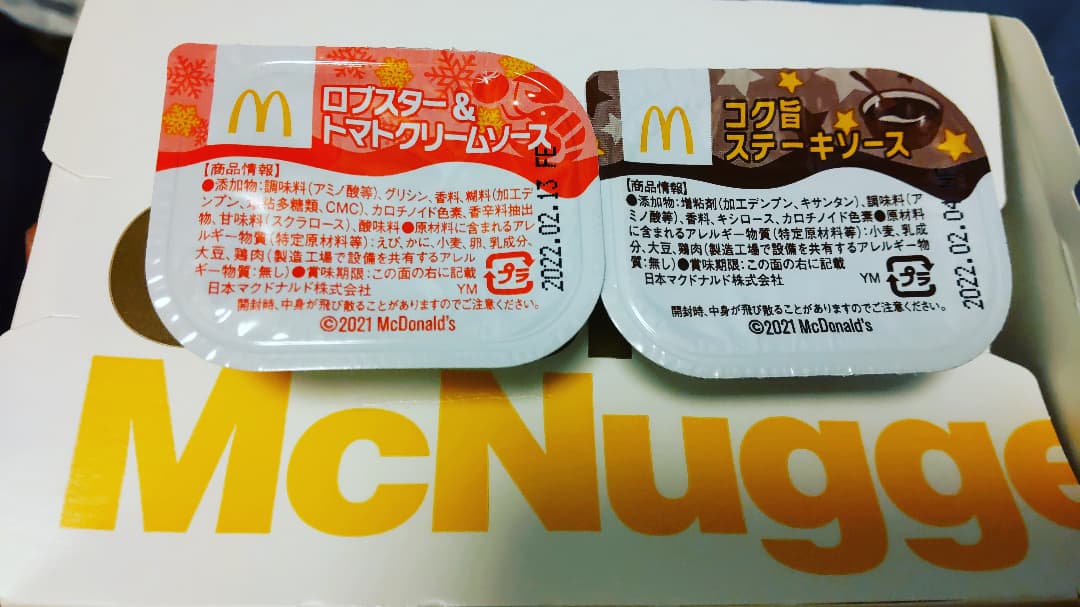 ロブスター&
トマトクリームソース
【商品情報】
●添加物:調味料(アミノ酸等)、グリシン、香料、糊料(加工デン
プン、増粘多糖類、CMC)、カロチノイド色素、香辛料抽出
物、甘味料(スクラロース)、酸味料●原材料に含まれるアレル
ギー物質(特定原材料等):えび、かに、小麦、卵、乳成分、
大豆、鶏肉(製造工場で設備を共有するアレル
ギー物質:無し)●賞味期限:この面の右に記載
日本マクドナルド株式会社 YM
プラ
開封時、中身が飛び散ることがありますのでご注意ください。
©2021 McDonald's
2022.02.13 FE
コク旨
ステーキソース
【商品情報】
●添加物:増粘剤(加工デンプン、キサンタン)、調味料(ア
ミノ酸等)、香料、キシロース、カロチノイド色素●原材料
に含まれるアレルギー物質(特定原材料等):小麦、乳成
分、大豆、鶏肉(製造工場で設備を共有するアレルギー物
質:無し)●賞味期限:この面の右に記載
日本マクドナルド株式会社 YM
プラ
開封時、中身が飛び散ることがありますのでご注意ください。
©2021 McDonald's
2022.02.04
McNugge